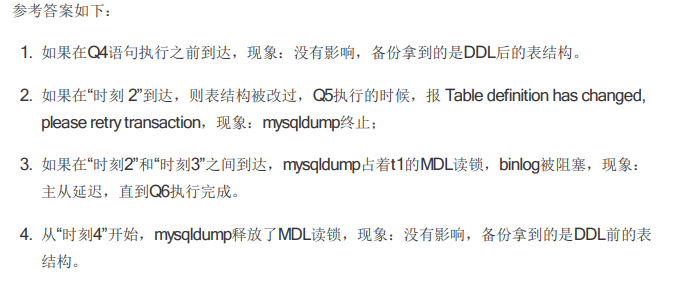 参考答案如下：
1. 如果在Q4语句执行之前到达，现象：没有影响，备份拿到的是DDL后的表结构。
2. 如果在“时刻 2”到达，则表结构被改过，Q5执行的时候，报 Table definition has changed,
please retry transaction，现象：mysqldump终止；
3. 如果在“时刻2”和“时刻3”之间到达，mysqldump占着t1的MDL读锁，binlog被阻塞，现象：
主从延迟，直到Q6执行完成。
4. 从“时刻4”开始，mysqldump释放了MDL读锁，现象：没有影响，备份拿到的是DDL前的表
结构。